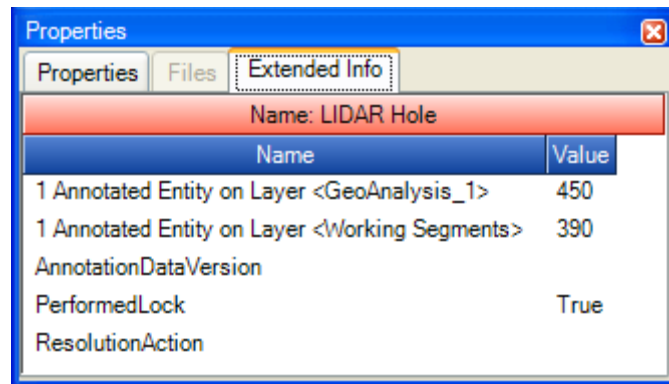 Properties
Properties Files Extended Info
Name: LIDAR Hole
Name Value
1 Annotated Entity on Layer <GeoAnalysis_1> 450
1 Annotated Entity on Layer <Working Segments> 390
AnnotationDataVersion
PerformedLock True
ResolutionAction